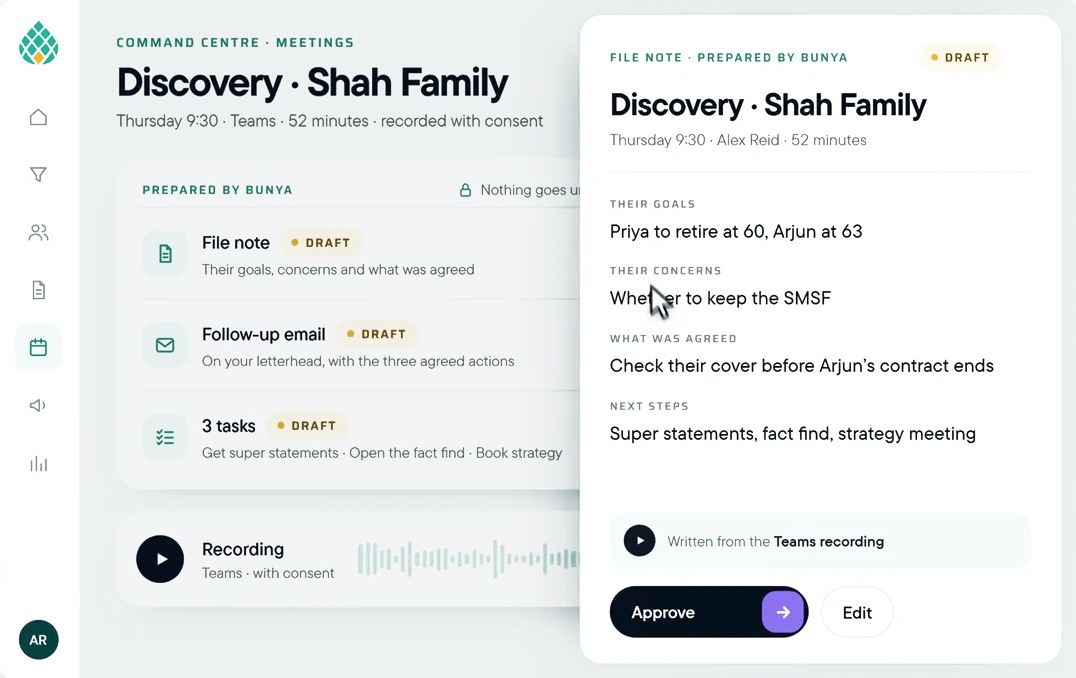 COMMAND CENTRE · MEETINGS
Discovery · Shah Family
Thursday 9:30 · Teams · 52 minutes · recorded with consent
PREPARED BY BUNYA
Nothing goes
File note
DRAFT
Their goals, concerns and what was agreed
Follow-up email
DRAFT
On your letterhead, with the three agreed actions
3 tasks
DRAFT
Get super statements · Open the fact find · Book strategy
Recording
Teams · with consent
AR
FILE NOTE · PREPARED BY BUNYA
DRAFT
Discovery · Shah Family
Thursday 9:30 · Alex Reid · 52 minutes
THEIR GOALS
Priya to retire at 60, Arjun at 63
THEIR CONCERNS
Whether to keep the SMSF
WHAT WAS AGREED
Check their cover before Arjun's contract ends
NEXT STEPS
Super statements, fact find, strategy meeting
Written from the Teams recording
Approve
Edit